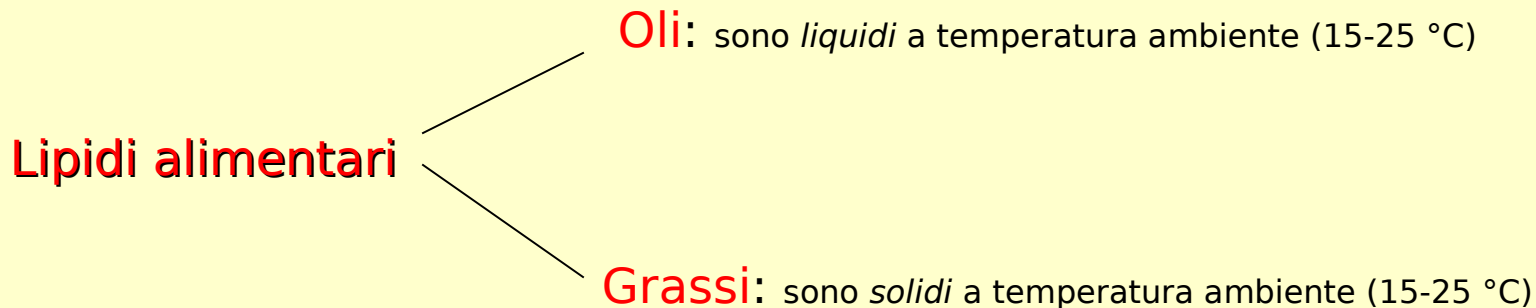 Oli: sono liquidi a temperatura ambiente (15-25 °C)
Lipidi alimentari
Grassi: sono solidi a temperatura ambiente (15-25 °C)